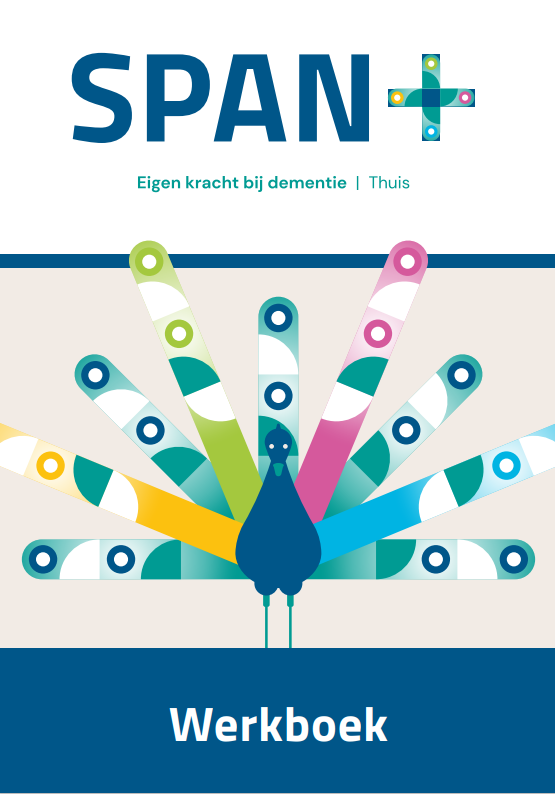 SPAN+
Eigen kracht bij dementie | Thuis
Werkboek